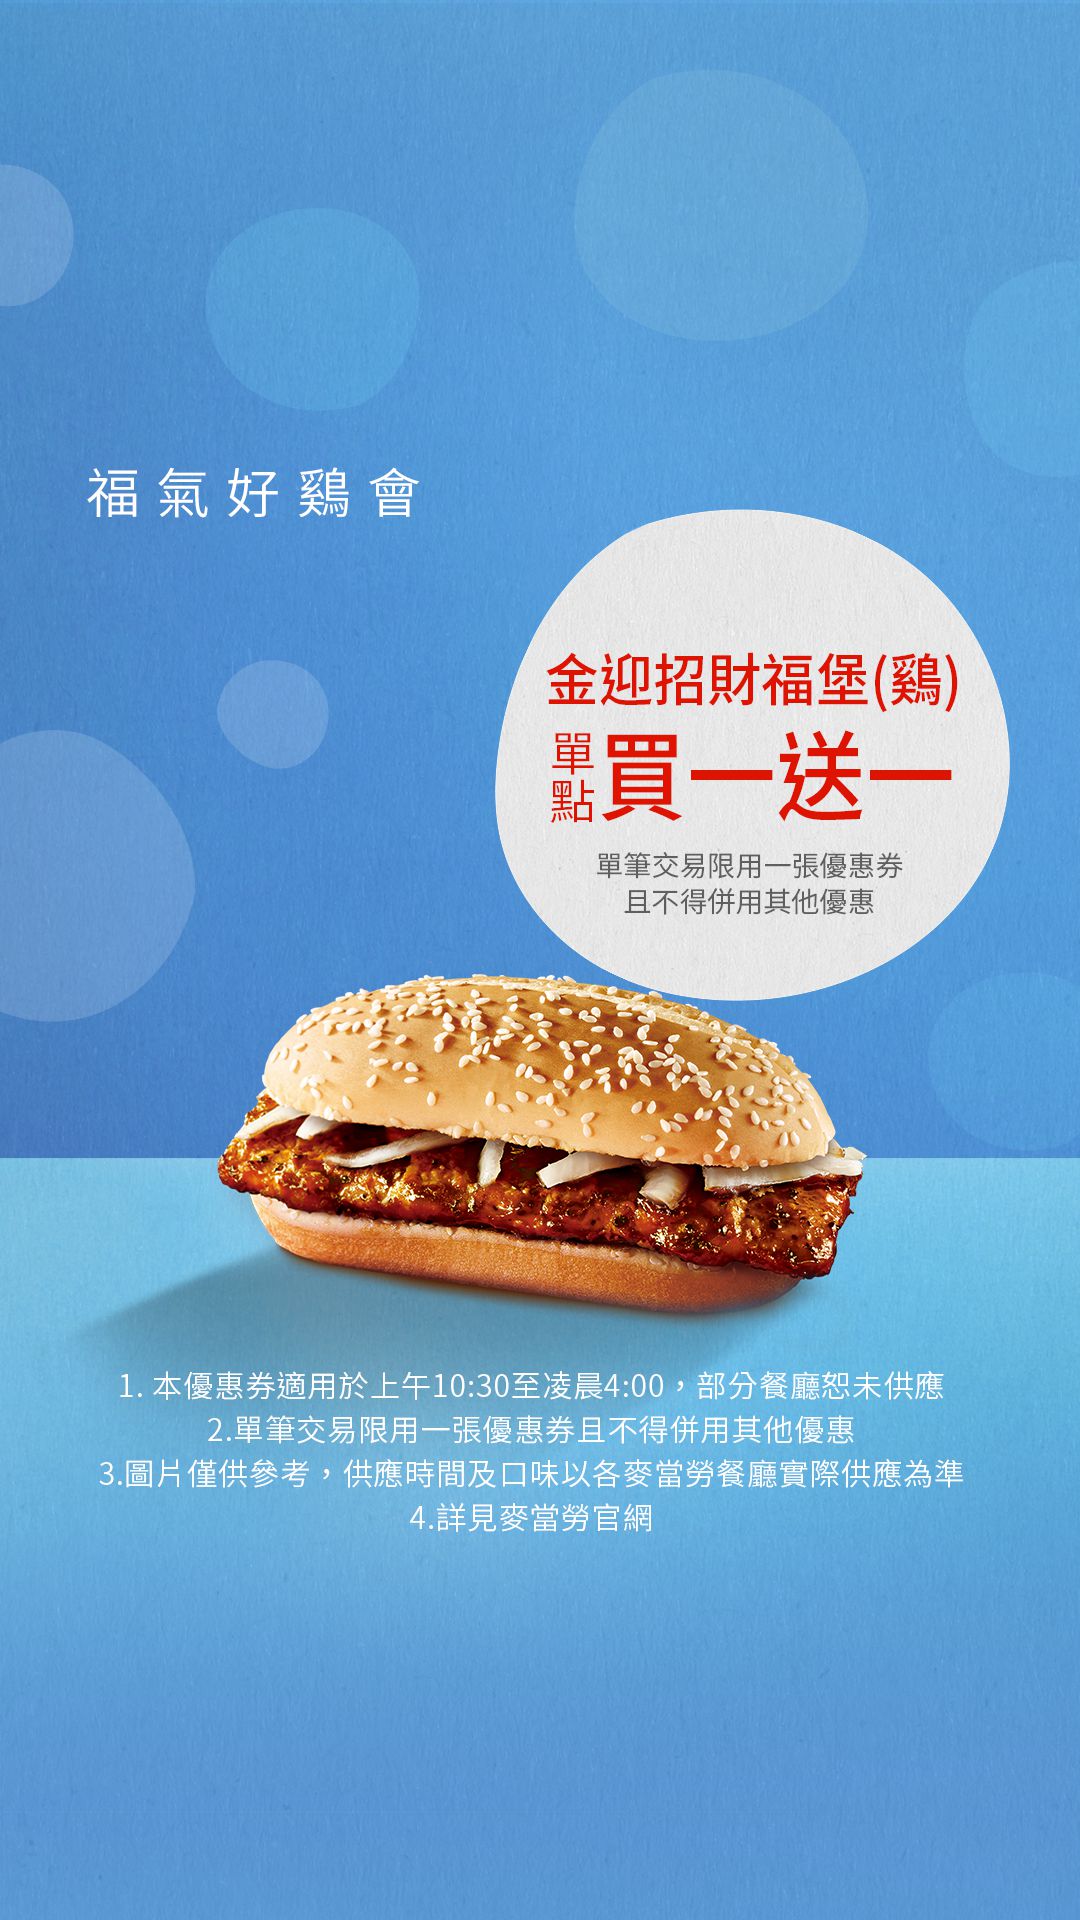 福氣好鷄會
金迎招財福堡(鷄)
單點 買一送一
單筆交易限用一張優惠券
且不得併用其他優惠
1. 本優惠券適用於上午10:30至凌晨4:00，部分餐廳恕未供應
2.單筆交易限用一張優惠券且不得併用其他優惠
3.圖片僅供參考，供應時間及口味以各麥當勞餐廳實際供應為準
4.詳見麥當勞官網